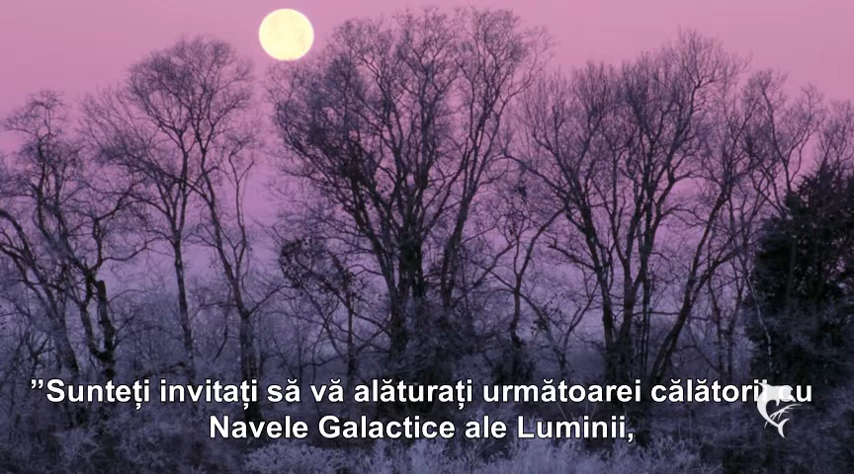 ”Sunteți invitați să vă alăturați următoarei călătorii cu
Navele Galactice ale Luminii,